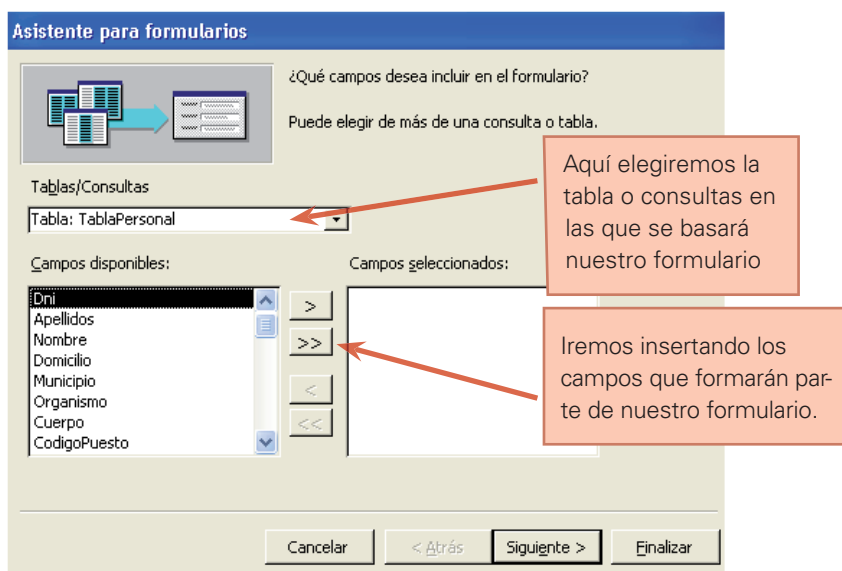 Asistente para formularios
¿Qué campos desea incluir en el formulario?
Puede elegir de más de una consulta o tabla.
Aquí elegiremos la
tabla o consultas en
las que se basará
nuestro formulario
Tablas/Consultas
Tabla: TablaPersonal
Campos disponibles:
Campos seleccionados:
Dni
Apellidos
Nombre
Domicilio
Municipio
Organismo
Cuerpo
CodigoPuesto
>
>>
<
<<
Iremos insertando los
campos que formarán par-
te de nuestro formulario.
Cancelar
< Atrás
Siguiente >
Finalizar